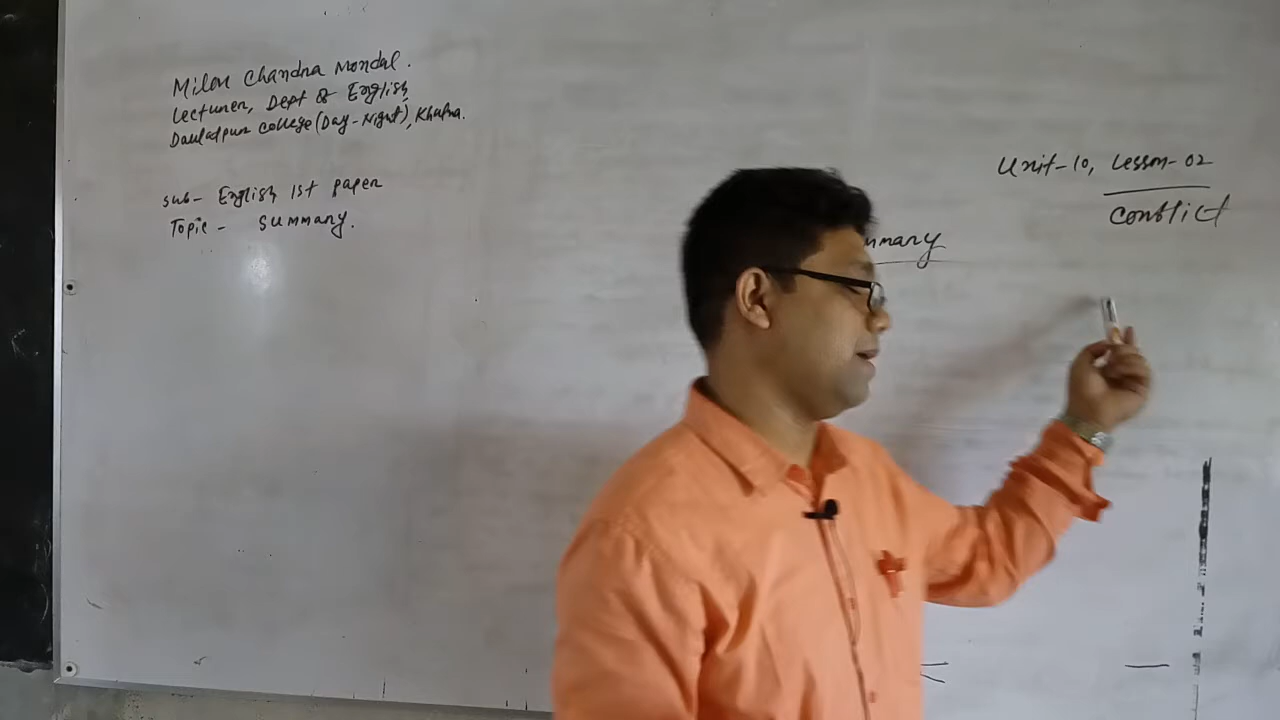 Milon Chandra Mondal.
Lecturer, Dept of English,
Daulatpur college (Day-Night), Khulna.
sub- English 1st paper
Topic - summary.
Unit-10, Lesson-02
conflict
mmary